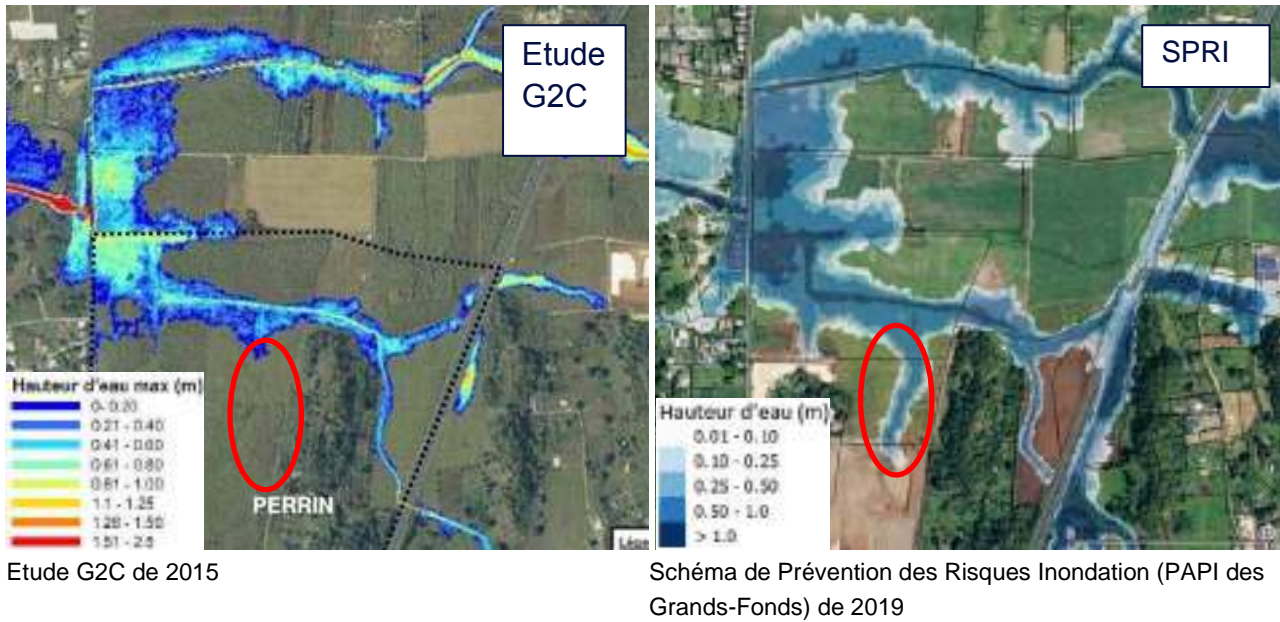 Etude
G2C
SPRI
Hauteur d'eau max (m)
0- 0.20
0.21 - 0.40
0.41 - 0.60
0.61 - 0.80
0.81 - 1.00
1.1 - 1.25
1.26 - 1.50
1.51 - 2.5
PERRIN
Hauteur d'eau (m)
0.01 - 0.10
0.10 - 0.25
0.25 - 0.50
0.50 - 1.0
> 1.0
Etude G2C de 2015
Schéma de Prévention des Risques Inondation (PAPI des
Grands-Fonds) de 2019